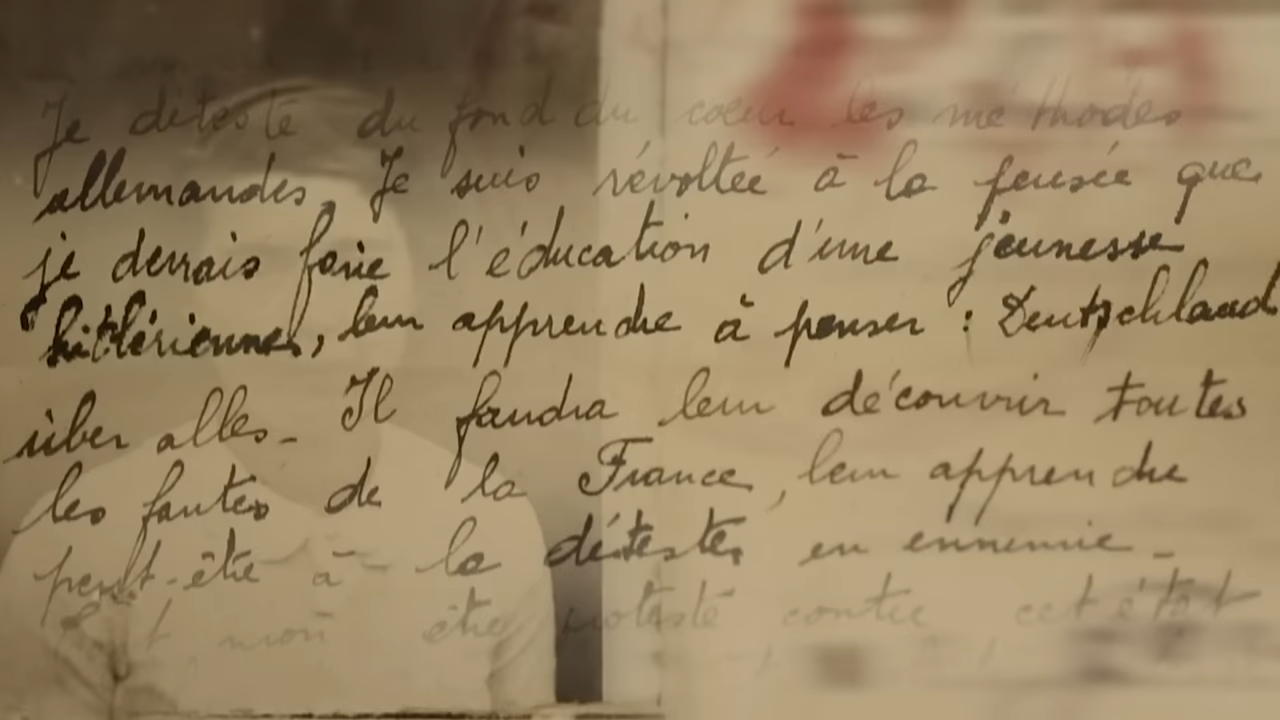 Je déteste du fond du coeur les méthodes
allemandes. Je suis révoltée à la pensée que
je devrais faire l'éducation d'une jeunesse
hitlérienne, leur apprendre à penser : Deutschland
über alles - Il faudra leur découvrir toutes
les fautes de la France, leur apprendre
peut-être à la détester en ennemie -
mon être proteste contre cet état